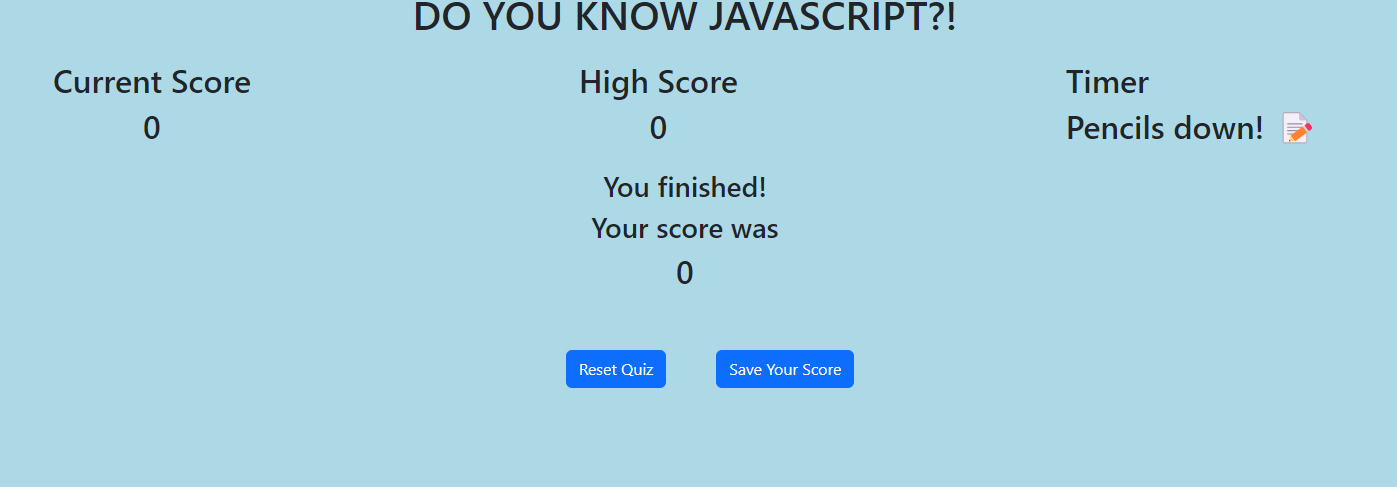 DO YOU KNOW JAVASCRIPT?!
Current Score
0
High Score
0
Timer
Pencils down! 📝
You finished!
Your score was
0
Reset Quiz
Save Your Score